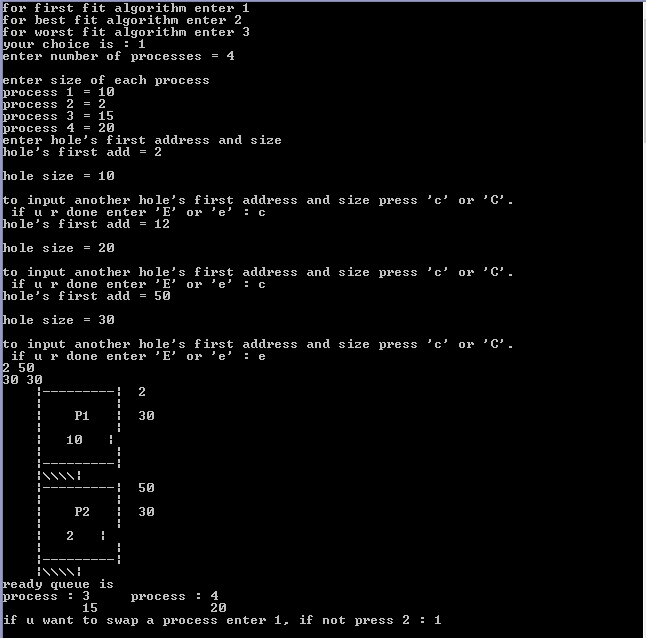 for first fit algorithm enter 1
for best fit algorithm enter 2
for worst fit algorithm enter 3
your choice is : 1
enter number of processes = 4
enter size of each process
process 1 = 10
process 2 = 2
process 3 = 15
process 4 = 20
enter hole's first address and size
hole's first add = 2
hole size = 10
to input another hole's first address and size press 'c' or 'C'.
if u r done enter 'E' or 'e' : c
hole's first add = 12
hole size = 20
to input another hole's first address and size press 'c' or 'C'.
if u r done enter 'E' or 'e' : c
hole's first add = 50
hole size = 30
to input another hole's first address and size press 'c' or 'C'.
if u r done enter 'E' or 'e' : e
2 50
30 30
¦---------¦ 2
¦ ¦
¦ P1 ¦ 30
¦ ¦
¦ 10 ¦
¦ ¦
¦---------¦
¦\\\\¦
¦---------¦ 50
¦ ¦
¦ P2 ¦ 30
¦ ¦
¦ 2 ¦
¦ ¦
¦---------¦
¦\\\\¦
ready queue is
process : 3 process : 4
15 20
if u want to swap a process enter 1, if not press 2 : 1